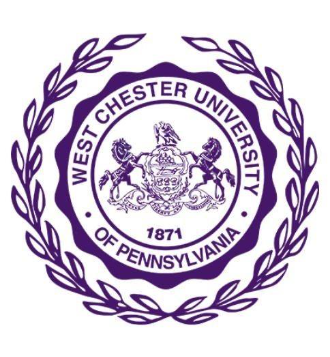 WEST CHESTER UNIVERSITY
OF PENNSYLVANIA
1871